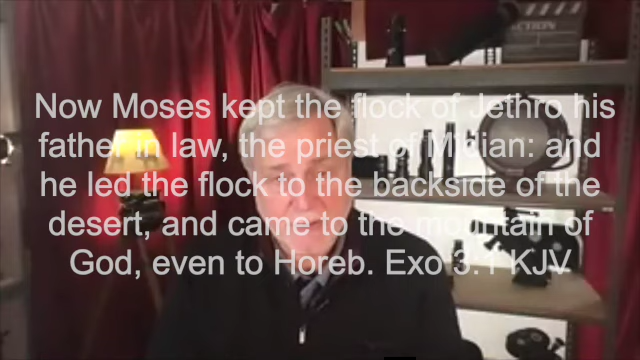 CTION
Now Moses kept the flock of Jethro his
father in law, the priest of Midian: and
he led the flock to the backside of the
desert, and came to the mountain of
God, even to Horeb. Exo 3:1 KJV